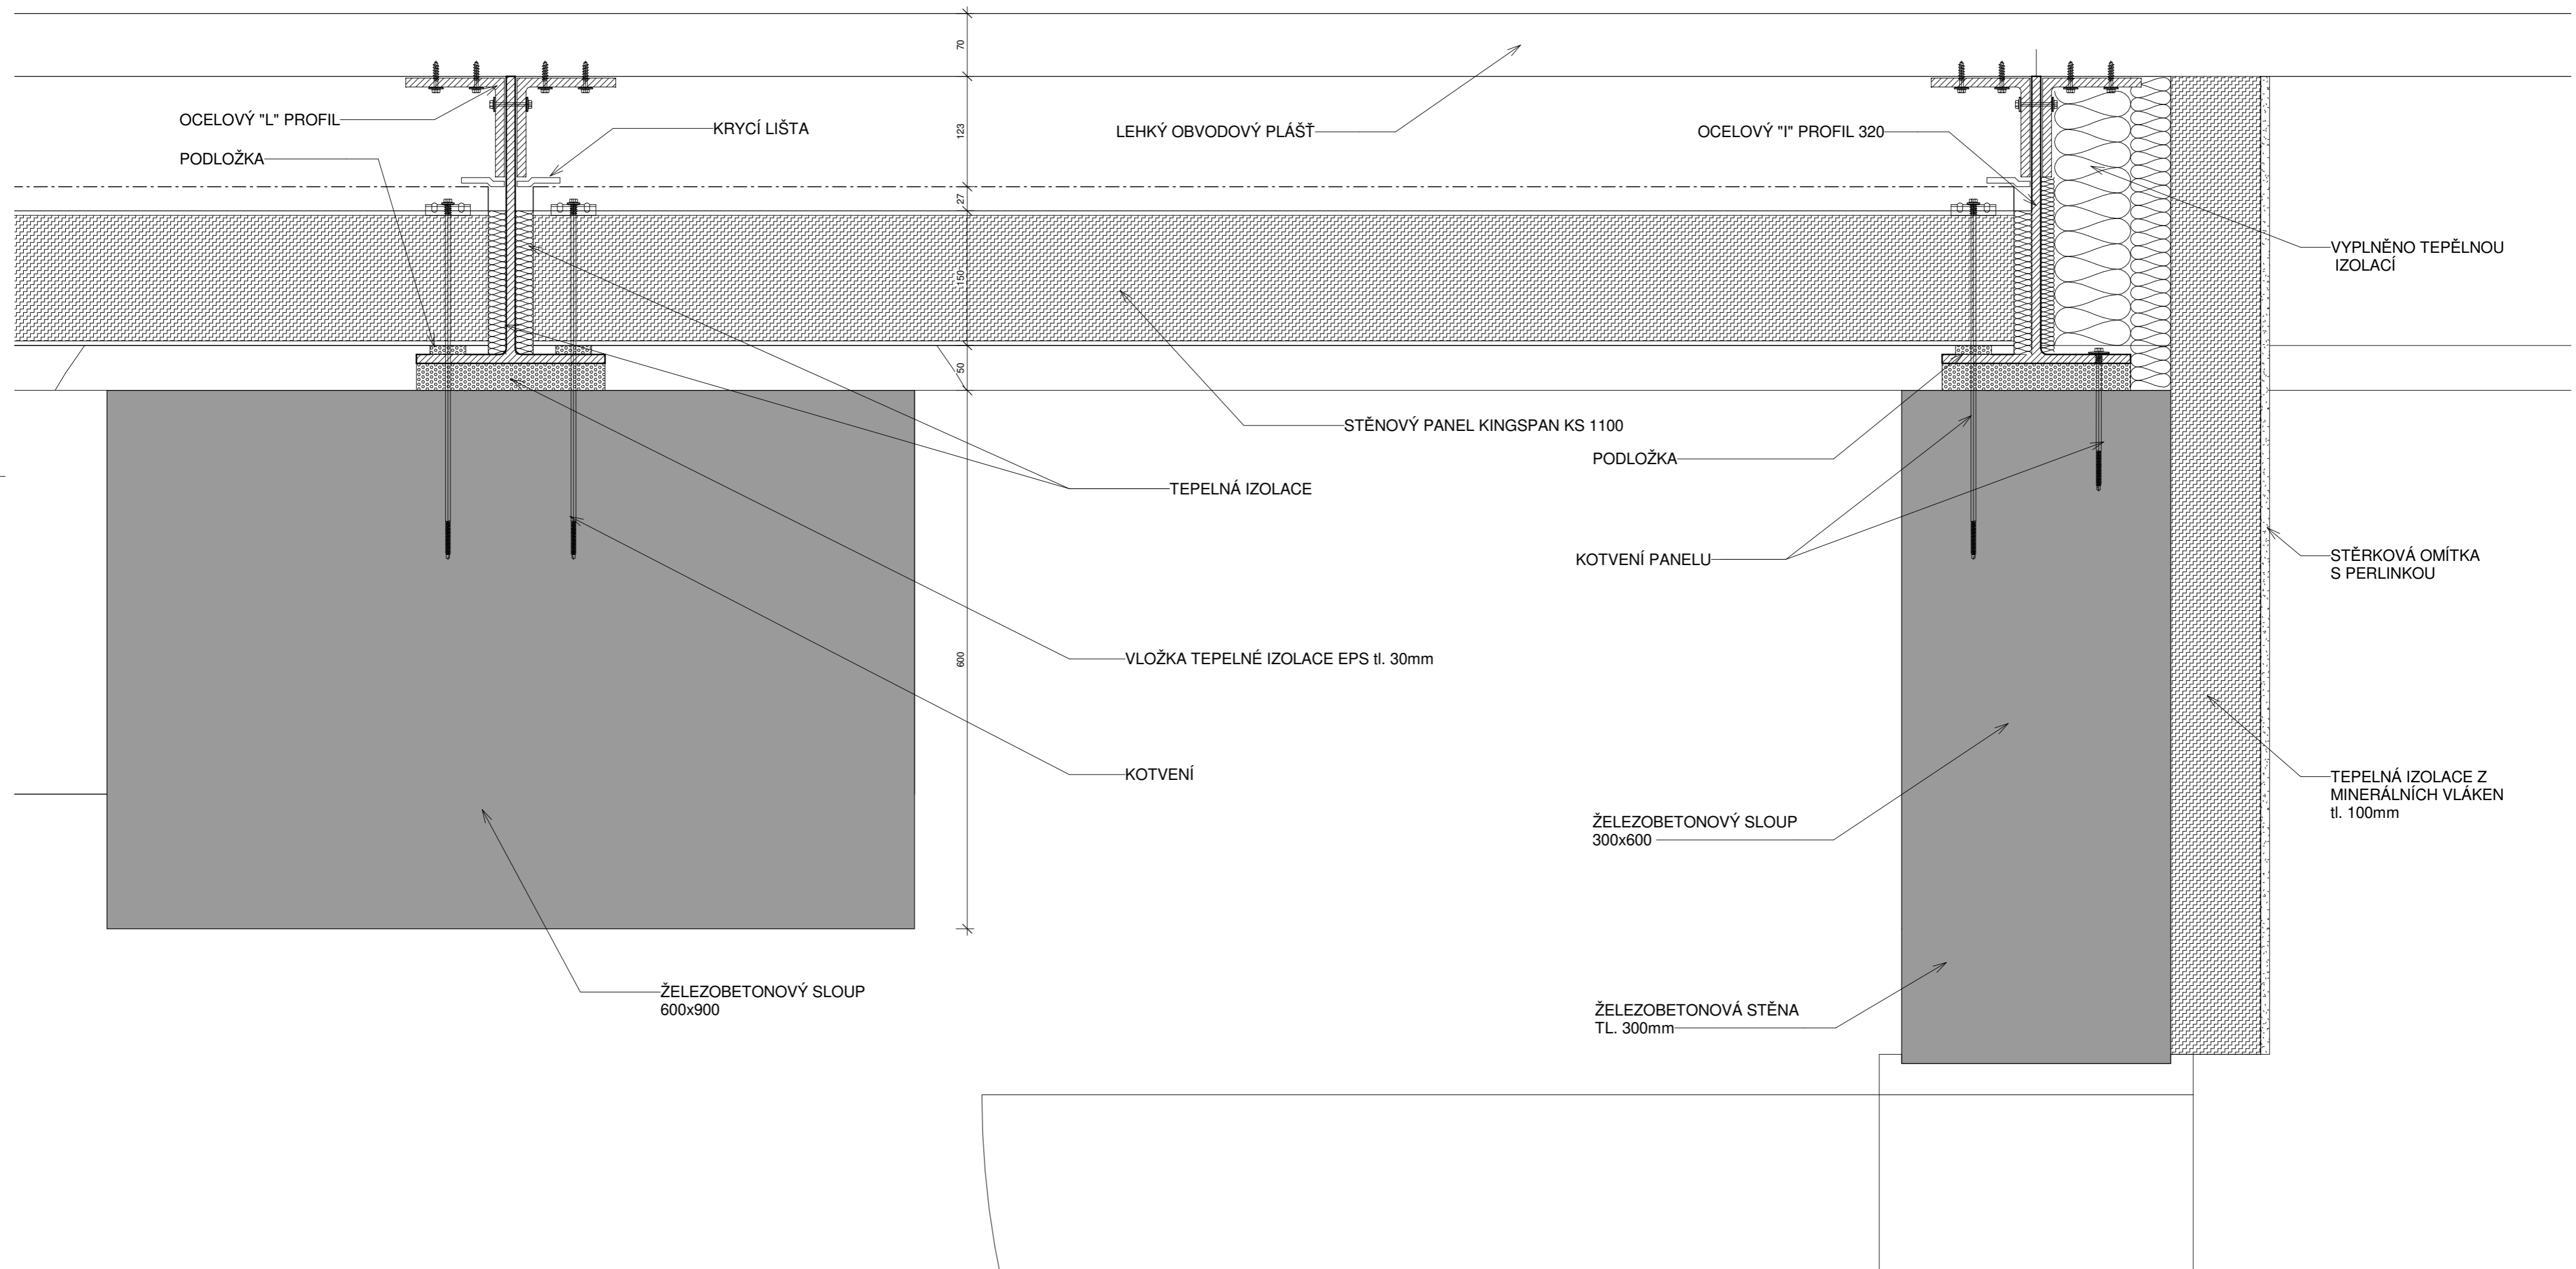 70
OCELOVÝ "L" PROFIL
KRYCÍ LIŠTA
123
LEHKÝ OBVODOVÝ PLÁŠŤ
OCELOVÝ "I" PROFIL 320
PODLOŽKA
27
VYPLNĚNO TEPĚLNOU
IZOLACÍ
150
50
STĚNOVÝ PANEL KINGSPAN KS 1100
PODLOŽKA
TEPELNÁ IZOLACE
KOTVENÍ PANELU
STĚRKOVÁ OMÍTKA
S PERLINKOU
600
VLOŽKA TEPELNÉ IZOLACE EPS tl. 30mm
KOTVENÍ
TEPELNÁ IZOLACE Z
MINERÁLNÍCH VLÁKEN
tl. 100mm
ŽELEZOBETONOVÝ SLOUP
300x600
ŽELEZOBETONOVÝ SLOUP
600x900
ŽELEZOBETONOVÁ STĚNA
TL. 300mm